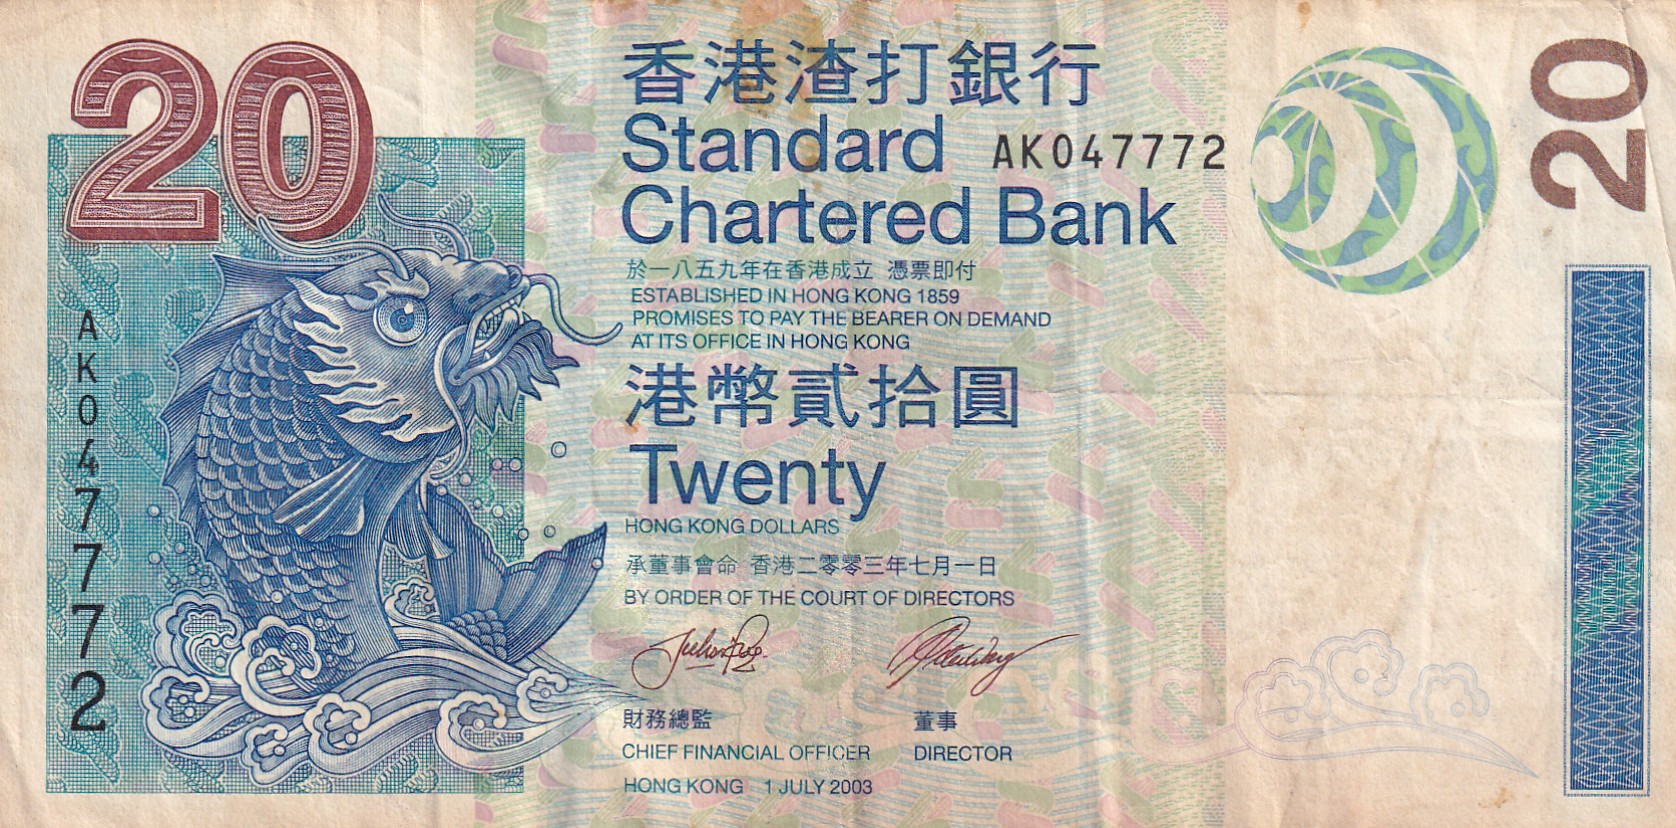 20
香港渣打銀行
Standard
Chartered Bank
AK047772
20
於一八五九年在香港成立 憑票即付
ESTABLISHED IN HONG KONG 1859
PROMISES TO PAY THE BEARER ON DEMAND
AT ITS OFFICE IN HONG KONG
港幣貳拾圓
Twenty
HONG KONG DOLLARS
承董事會命 香港二零零三年七月一日
BY ORDER OF THE COURT OF DIRECTORS
財務總監 董事
CHIEF FINANCIAL OFFICER DIRECTOR
HONG KONG 1 JULY 2003
AK047772